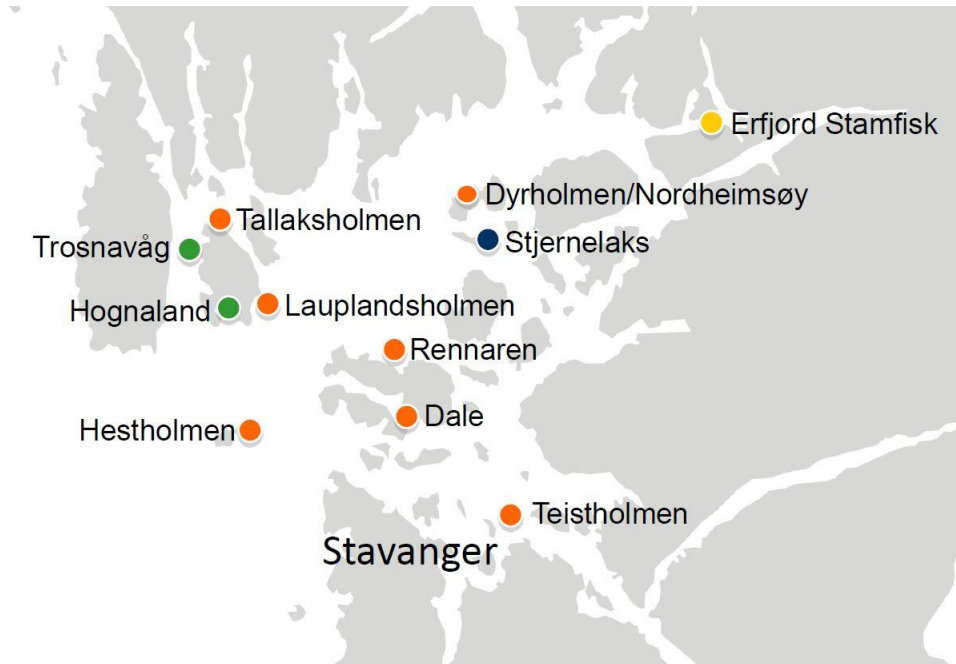 Erfjord Stamfisk
Dyrholmen/Nordheimsøy
Tallaksholmen
Stjernelaks
Trosnavåg
Lauplandsholmen
Hognaland
Rennaren
Dale
Hestholmen
Teistholmen
Stavanger